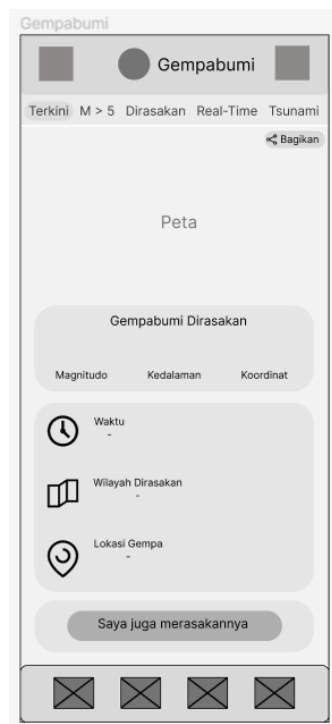 Gempabumi
Gempabumi
Terkini M > 5 Dirasakan Real-Time Tsunami
Bagikan
Peta
Gempabumi Dirasakan
Magnitudo Kedalaman Koordinat
Waktu
-
Wilayah Dirasakan
-
Lokasi Gempa
-
Saya juga merasakannya